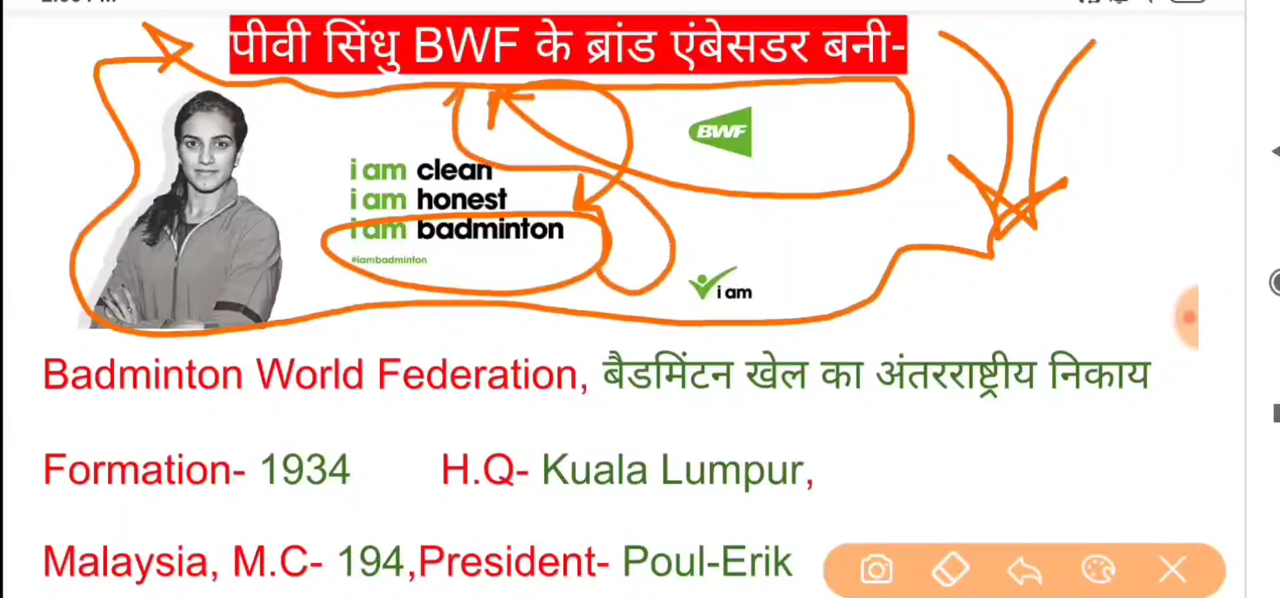 पीवी सिंधु BWF के ब्रांड एंबेसडर बनी-
BWF
i am clean
i am honest
i am badminton
#iambadminton
i am
Badminton World Federation, बैडमिंटन खेल का अंतरराष्ट्रीय निकाय
Formation- 1934 H.Q- Kuala Lumpur,
Malaysia, M.C- 194,President- Poul-Erik